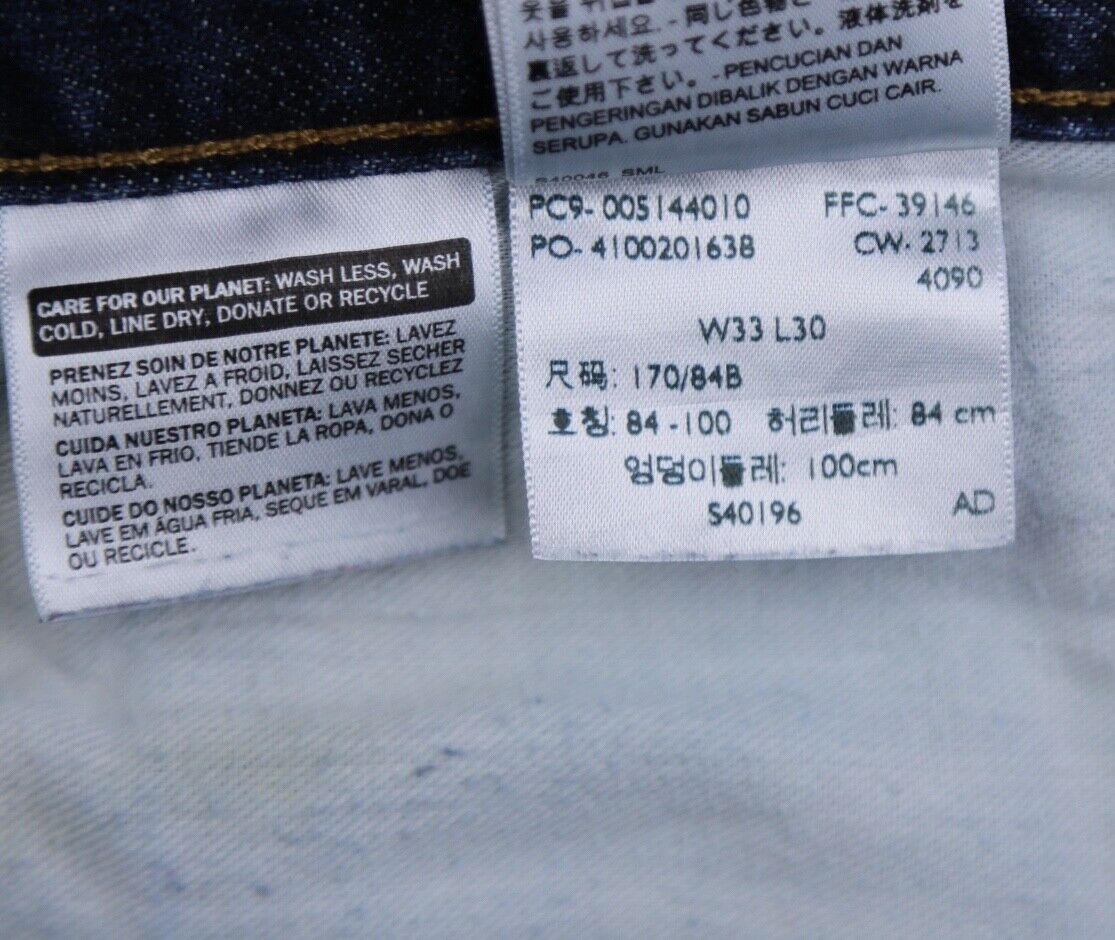 사용하세요. - 同じ色物と
裏返して洗ってください。液体洗剤を
ご使用下さい。 - PENCUCIAN DAN
PENGERINGAN DIBALIK DENGAN WARNA
SERUPA. GUNAKAN SABUN CUCI CAIR.
S40046 SML
CARE FOR OUR PLANET: WASH LESS, WASH
COLD, LINE DRY, DONATE OR RECYCLE
PRENEZ SOIN DE NOTRE PLANETE: LAVEZ
MOINS, LAVEZ A FROID, LAISSEZ SECHER
NATURELLEMENT, DONNEZ OU RECYCLEZ
CUIDA NUESTRO PLANETA: LAVA MENOS,
LAVA EN FRIO, TIENDE LA ROPA, DONA O
RECICLA.
CUIDE DO NOSSO PLANETA: LAVE MENOS,
LAVE EM ÁGUA FRIA, SEQUE EM VARAL, DOE
OU RECICLE.
PC9- 005144010 FFC- 39146
PO- 4100201638 CW- 2713
4090
W33 L30
尺码: 170/84B
호칭: 84 -100 허리둘레: 84 cm
엉덩이둘레: 100cm
S40196 AD